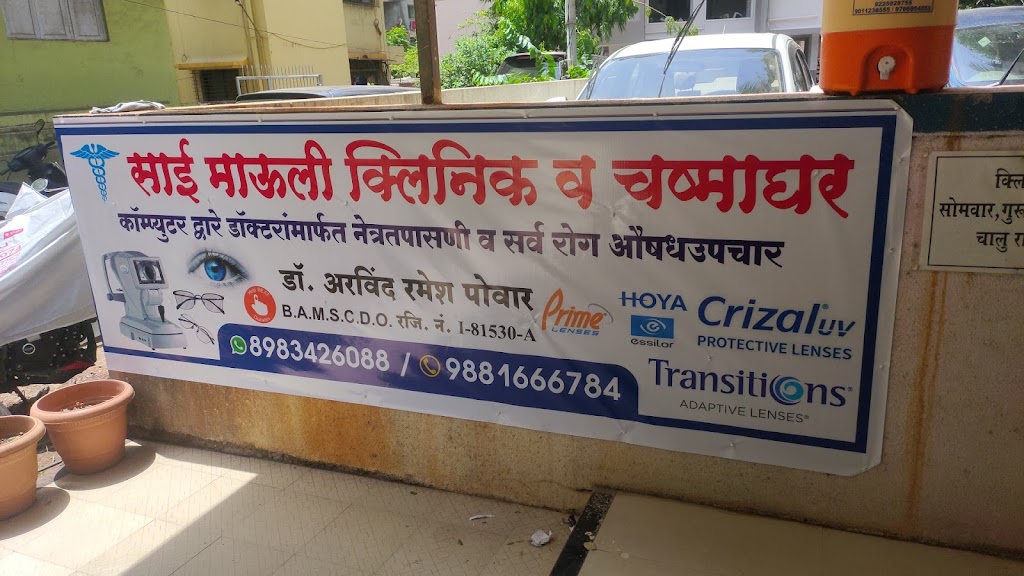 साई माऊली क्लिनिक व चष्माघर
कॉम्प्युटर द्वारे डॉक्टरांमार्फत नेत्रतपासणी व सर्व रोग औषधउपचार
डॉ. अरविंद रमेश पोवार
B.A.M.S.C.D.O. रजि. नं. I-81530-A
8983426088 / 9881666784
Prime
LENSES
HOYA
essilor
Crizal® UV
PROTECTIVE LENSES
Transitions®
ADAPTIVE LENSES®
क्लि
सोमवार, गुरू
चालु रा